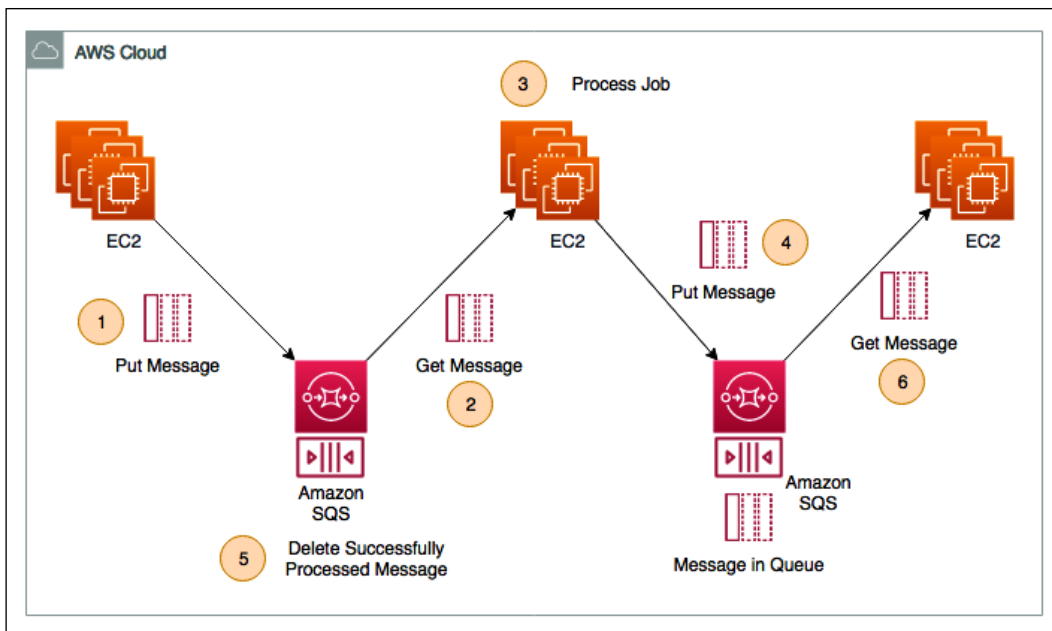 AWS Cloud
3
Process Job
EC2
EC2
EC2
4
Put Message
1
Put Message
Get Message
2
Get Message
6
Amazon
SQS
Amazon
SQS
5
Delete Successfully
Processed Message
Message in Queue